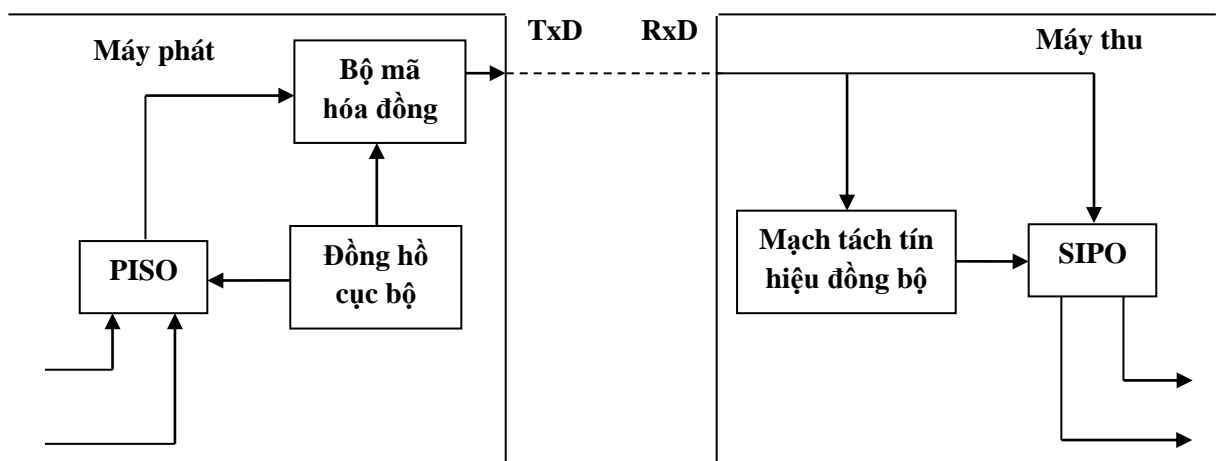 TxD RxD
Máy phát
Máy thu
Bộ mã
hóa đồng
PISO
Đồng hồ
cục bộ
Mạch tách tín
hiệu đồng bộ
SIPO